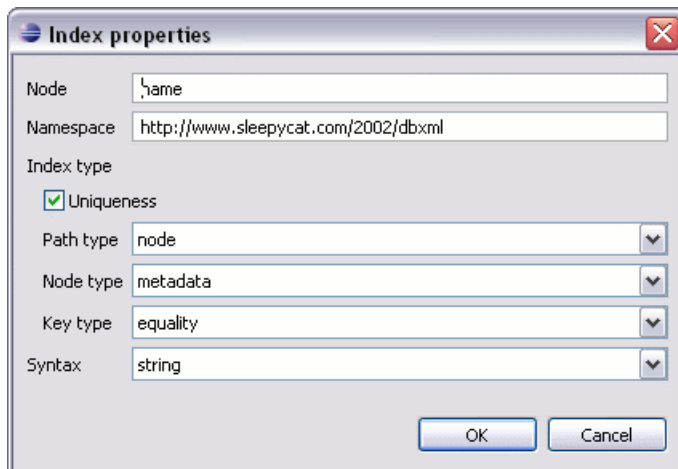 Index properties
Node name
Namespace http://www.sleepycat.com/2002/dbxml
Index type
Uniqueness
Path type node
Node type metadata
Key type equality
Syntax string
OK Cancel